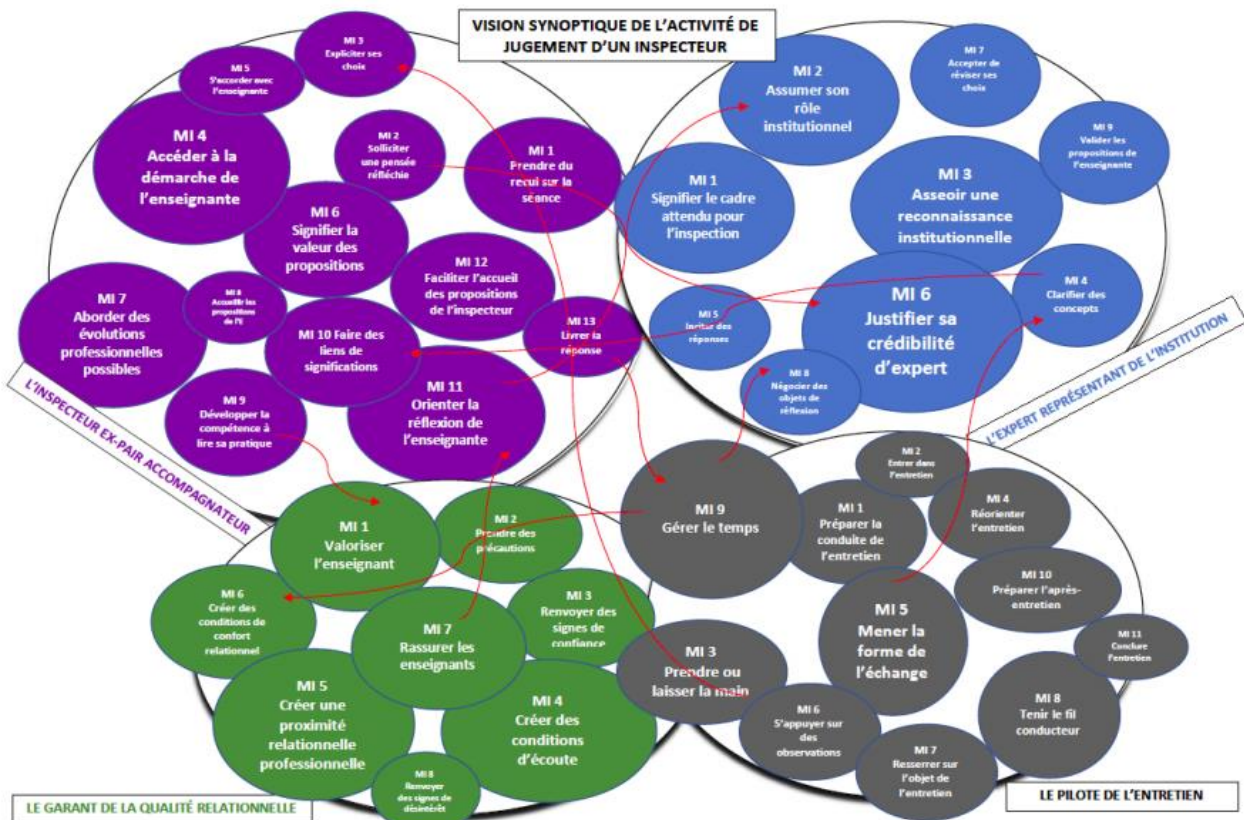 VISION SYNOPTIQUE DE L'ACTIVITÉ DE
JUGEMENT D'UN INSPECTEUR
MI 3
Expliciter ses
choix
MI 5
S'accorder avec
l'enseignante
MI 4
Accéder à la
démarche de
l'enseignante
MI 2
Solliciter
une pensée
réfléchie
MI 1
Prendre du
recul sur la
séance
MI 6
Signifier la
valeur des
propositions
MI 12
Faciliter l'accueil
des propositions
de l'inspecteur
MI 7
Aborder des
évolutions
professionnelles
possibles
MI 8
Accueillir les
propositions
de l'E
MI 10 Faire des
liens de
significations
MI 13
Livrer la
réponse
MI 9
Développer la
compétence à
lire sa pratique
MI 11
Orienter la
réflexion de
l'enseignante
L'INSPECTEUR EX-PAIR ACCOMPAGNATEUR
MI 2
Assumer son
rôle
institutionnel
MI 7
Accepter de
réviser ses
choix
MI 9
Valider les
propositions de
l'enseignante
MI 1
Signifier le cadre
attendu pour
l'inspection
MI 3
Asseoir une
reconnaissance
institutionnelle
MI 4
Clarifier des
concepts
MI 6
Justifier sa
crédibilité
d'expert
MI 5
Inciter des
réponses
MI 8
Négocier des
objets de
réflexion
L'EXPERT REPRÉSENTANT DE L'INSTITUTION
MI 1
Valoriser
l'enseignant
MI 2
Prendre des
précautions
MI 6
Créer des
conditions de
confort
relationnel
MI 7
Rassurer les
enseignants
MI 3
Renvoyer des
signes de
confiance
MI 5
Créer une
proximité
relationnelle
professionnelle
MI 4
Créer des
conditions
d'écoute
MI 8
Renvoyer
des signes de
désintérêt
LE GARANT DE LA QUALITÉ RELATIONNELLE
MI 9
Gérer le temps
MI 2
Entrer dans
l'entretien
MI 1
Préparer la
conduite de
l'entretien
MI 4
Réorienter
l'entretien
MI 10
Préparer l'après-
entretien
MI 5
Mener la
forme de
l'échange
MI 11
Conclure l'entretien
MI 3
Prendre ou
laisser la main
MI 6
S'appuyer sur
des
observations
MI 8
Tenir le fil
conducteur
MI 7
Resserrer sur
l'objet de
l'entretien
LE PILOTE DE L'ENTRETIEN